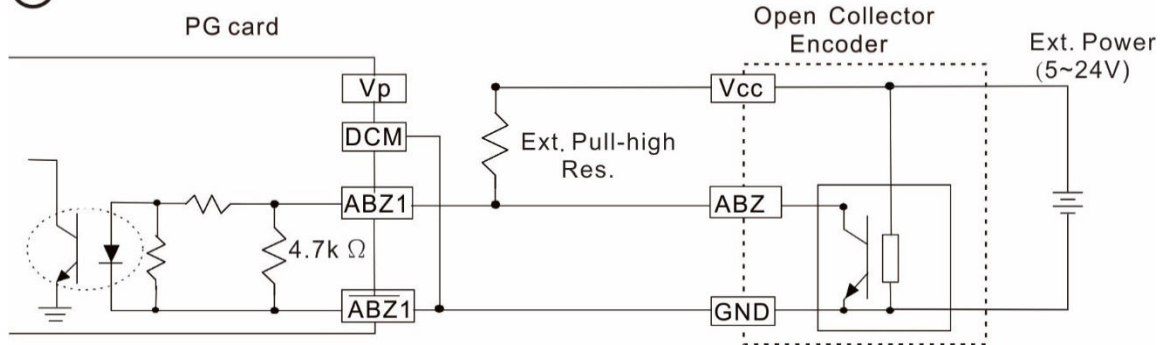 PG card
Open Collector
Encoder
Ext. Power
(5~24V)
Vp
Vcc
DCM
Ext. Pull-high
Res.
ABZ1
ABZ
4.7k Ω
A̅B̅Z̅1̅
GND